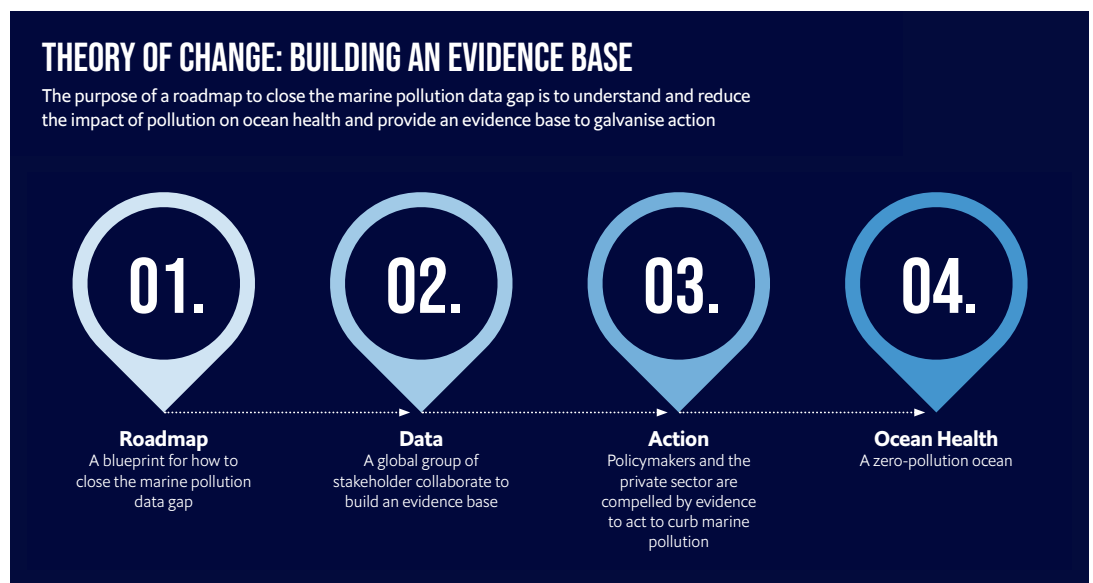 THEORY OF CHANGE: BUILDING AN EVIDENCE BASE
The purpose of a roadmap to close the marine pollution data gap is to understand and reduce
the impact of pollution on ocean health and provide an evidence base to galvanise action
01.
Roadmap
A blueprint for how to
close the marine pollution
data gap
02.
Data
A global group of
stakeholder collaborate to
build an evidence base
03.
Action
Policymakers and the
private sector are
compelled by evidence
to act to curb marine
pollution
04.
Ocean Health
A zero-pollution ocean